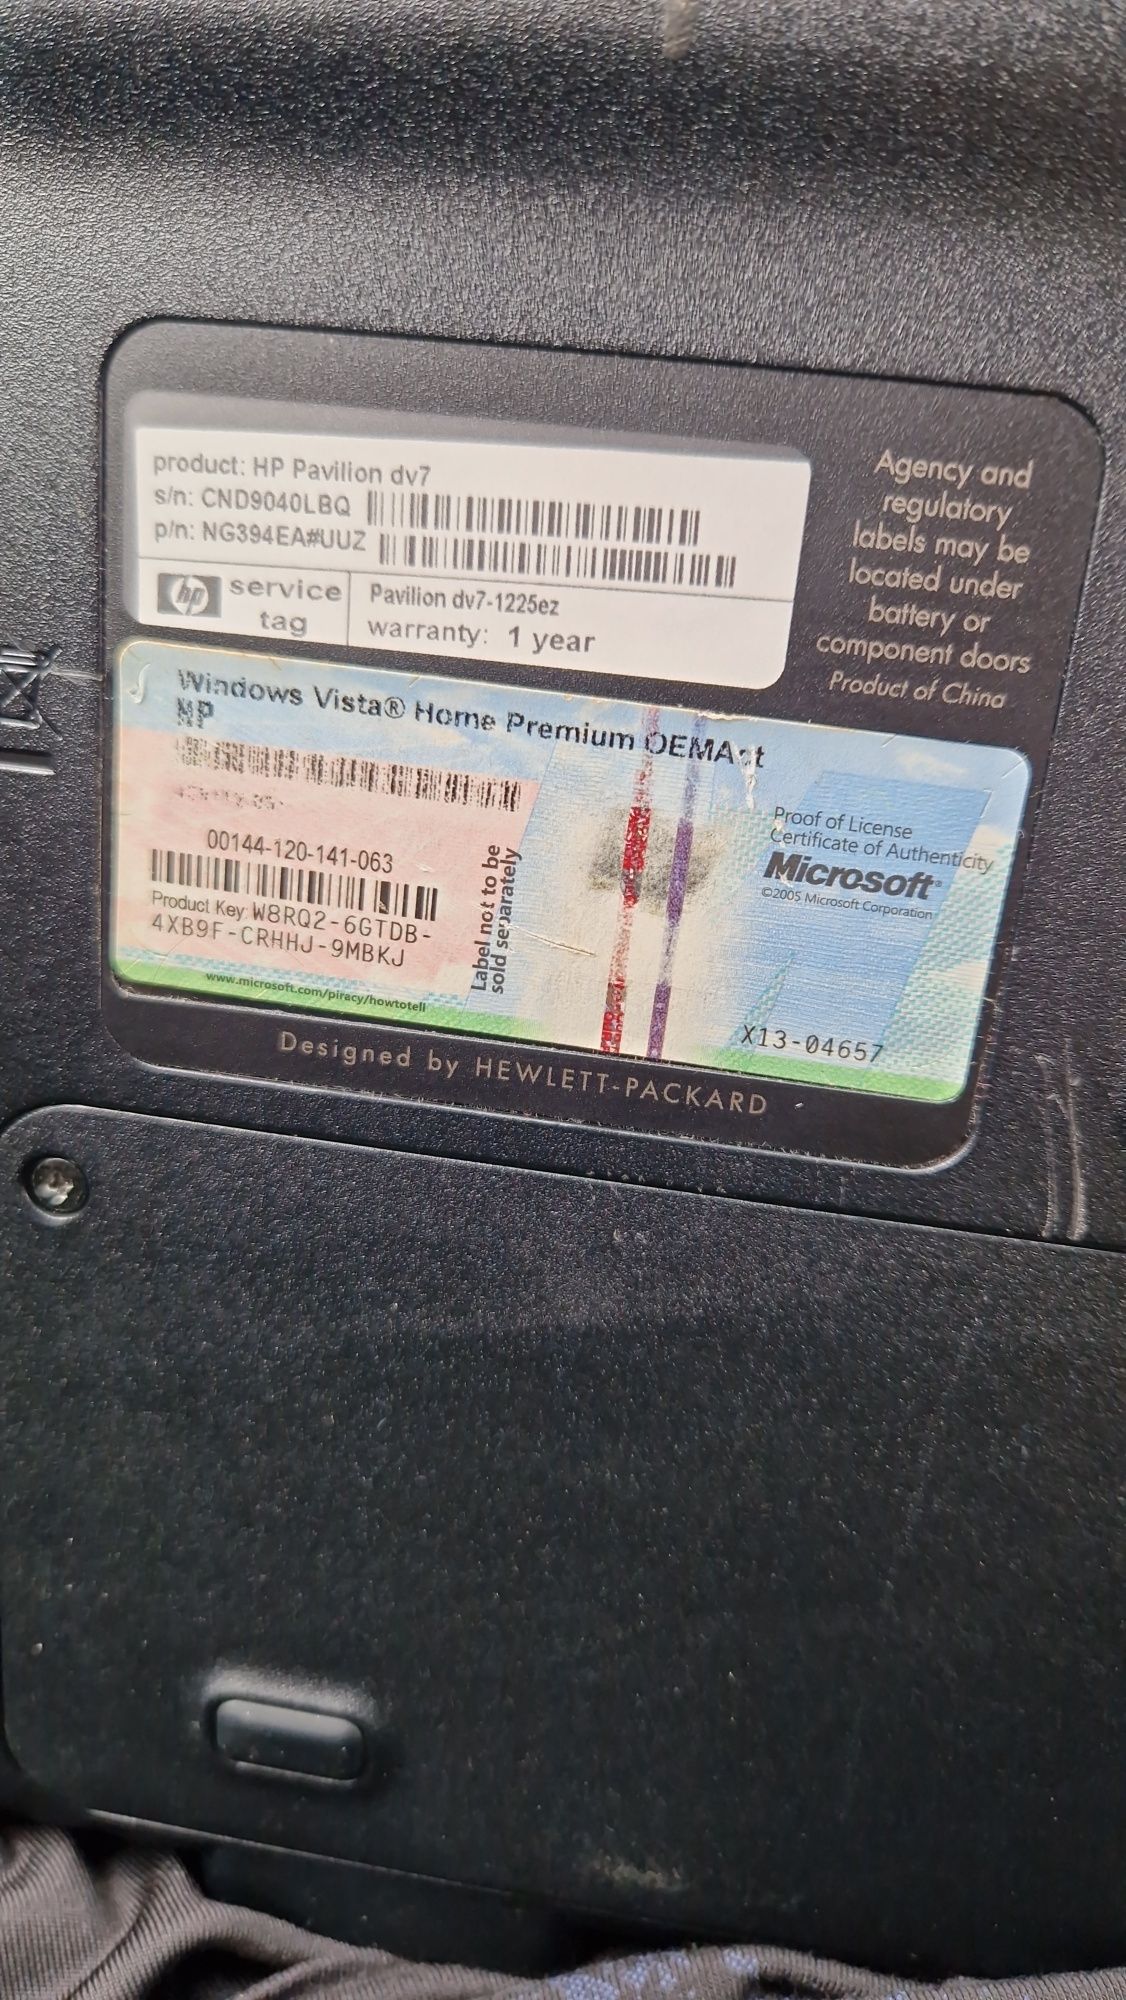 product: HP Pavilion dv7
s/n: CND9040LBQ
p/n: NG394EA#UUZ
hp
service
tag
Pavilion dv7-1225ez
warranty: 1 year
Agency and
regulatory
labels may be
located under
battery or
component doors
Product of China
Windows Vista® Home Premium OEMAct
HP
00144-120-141-063
Product Key: W8RQ2-6GTDB-
4XB9F-CRHHJ-9MBKJ
www.microsoft.com/piracy/howtotell
Label not to be
sold separately
Proof of License
Certificate of Authenticity
Microsoft®
©2005 Microsoft Corporation
X13-04657
Designed by HEWLETT-PACKARD